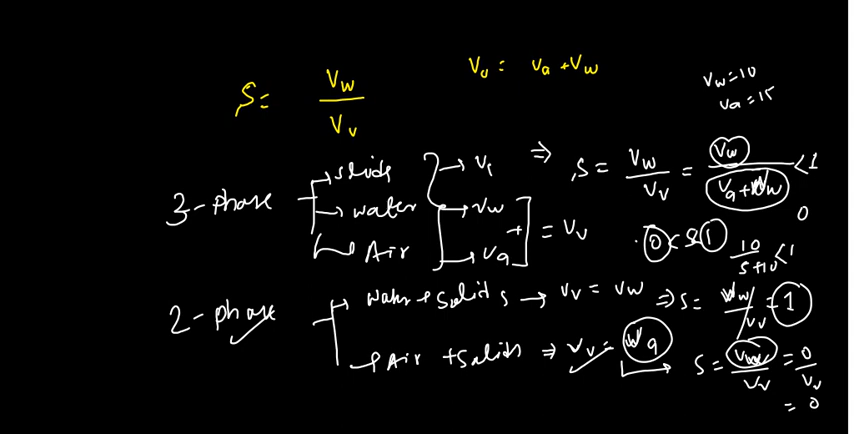 S = Vw / Vv
Vv = Va + Vw
Vw = 10
Va = 15
3-phase → solids → Vs ⇒ S = Vw / Vv = Vw / Va + Vw < 1
→ water → Vw
→ Air → Va + = Vv
0 < S < 1
0
10 / 5+10 < 1
2-phase → water + solids → Vv = Vw ⇒ S = Vw / Vv = 1
→ Air + solids ⇒ Vv = Va → S = Vw / Vv = 0 / Vv
= 0